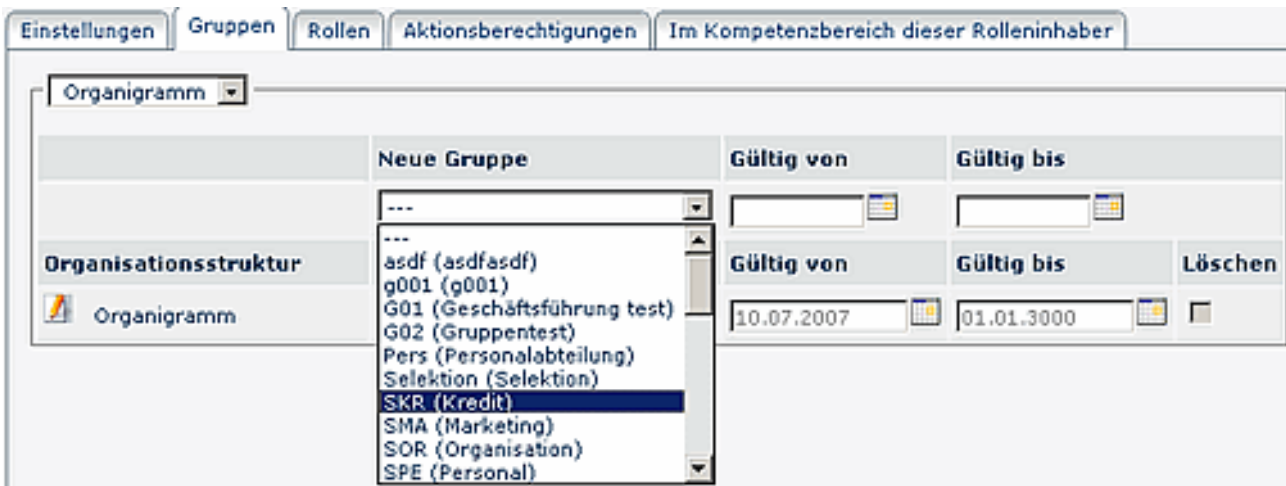 Einstellungen Gruppen Rollen Aktionsberechtigungen Im Kompetenzbereich dieser Rolleninhaber
Organigramm
Neue Gruppe Gültig von Gültig bis
---
---
asdf (asdfasdf)
g001 (g001)
G01 (Geschäftsführung test)
G02 (Gruppentest)
Pers (Personalabteilung)
Selektion (Selektion)
SKR (Kredit)
SMA (Marketing)
SOR (Organisation)
SPE (Personal)
Organisationsstruktur Gültig von Gültig bis Löschen
Organigramm 10.07.2007 01.01.3000